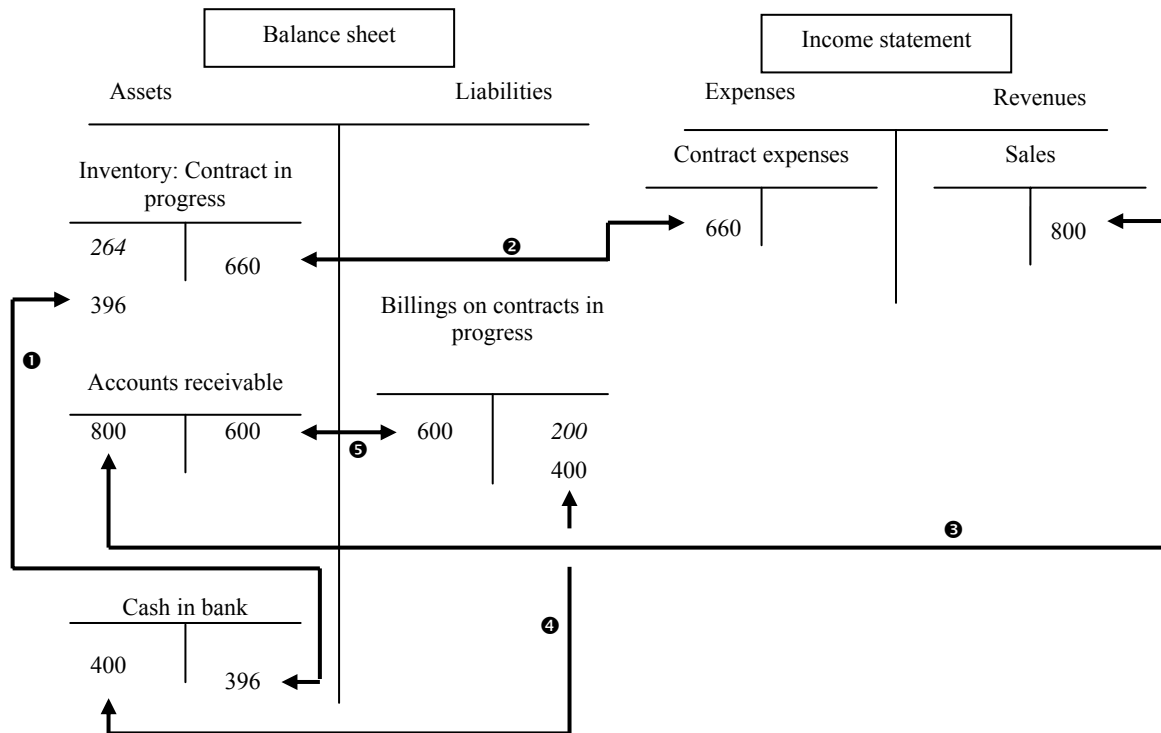 Balance sheet
Income statement
Assets
Liabilities
Expenses
Revenues
Inventory: Contract in
progress
264
660
396
Contract expenses
660
Sales
800
❷
Billings on contracts in
progress
600
200
400
❶
Accounts receivable
800
600
❺
❸
Cash in bank
400
396
❹